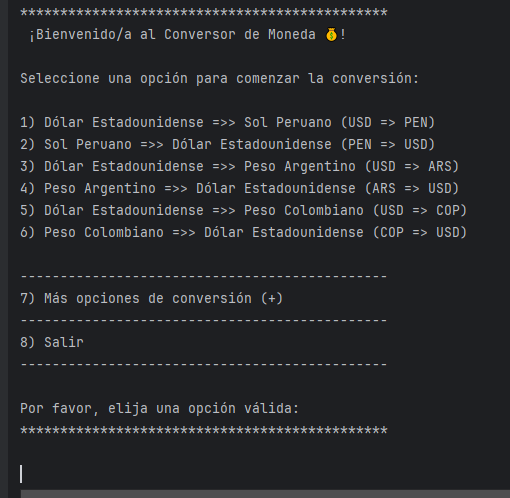 **********************************************
¡Bienvenido/a al Conversor de Moneda 💰!
Seleccione una opción para comenzar la conversión:
1) Dólar Estadounidense =>> Sol Peruano (USD => PEN)
2) Sol Peruano =>> Dólar Estadounidense (PEN => USD)
3) Dólar Estadounidense =>> Peso Argentino (USD => ARS)
4) Peso Argentino =>> Dólar Estadounidense (ARS => USD)
5) Dólar Estadounidense =>> Peso Colombiano (USD => COP)
6) Peso Colombiano =>> Dólar Estadounidense (COP => USD)
----------------------------------------------
7) Más opciones de conversión (+)
----------------------------------------------
8) Salir
----------------------------------------------
Por favor, elija una opción válida:
**********************************************